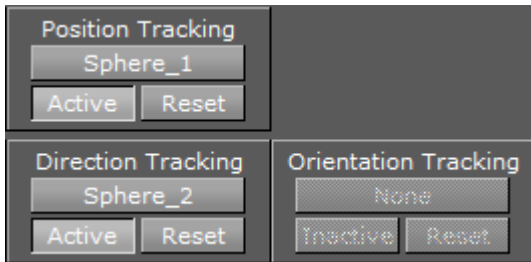 Position Tracking
Sphere_1
Active Reset
Direction Tracking
Sphere_2
Active Reset
Orientation Tracking
None
Inactive Reset